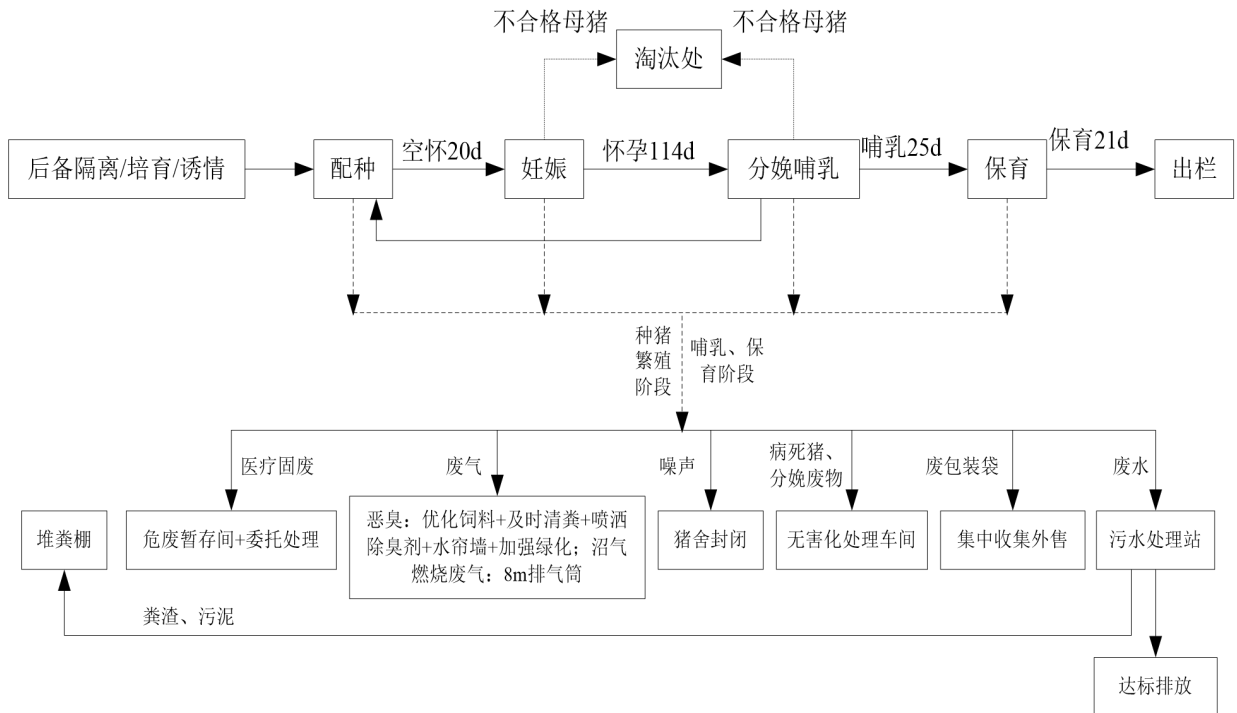 不合格母猪
不合格母猪
淘汰处
后备隔离/培育/诱情
配种
空怀20d
妊娠
怀孕114d
分娩哺乳
哺乳25d
保育
保育21d
出栏
种猪
繁殖
阶段
哺乳、保
育阶段
医疗固废
废气
噪声
病死猪、
分娩废物
废包装袋
废水
堆粪棚
危废暂存间+委托处理
恶臭：优化饲料+及时清粪+喷洒
除臭剂+水帘墙+加强绿化；沼气
燃烧废气：8m排气筒
猪舍封闭
无害化处理车间
集中收集外售
污水处理站
粪渣、污泥
达标排放